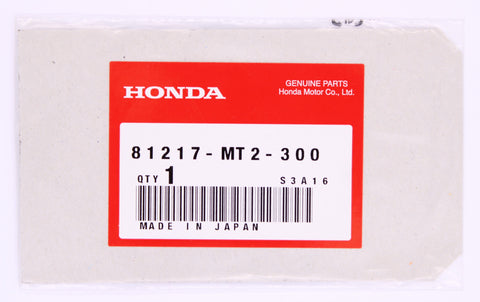 GENUINE PARTS
HONDA
Honda Motor Co., Ltd.
81217-MT2-300
QTY 1 S3A16
MADE IN JAPAN